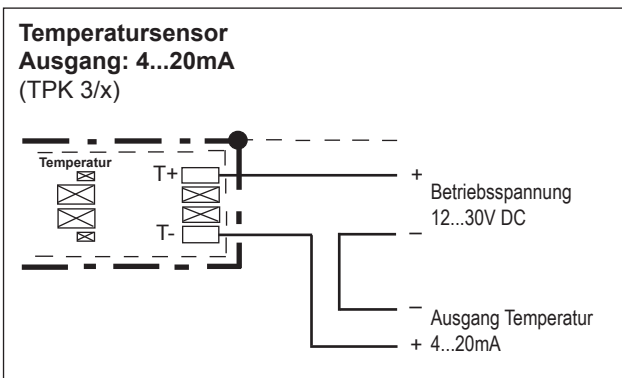 Temperatursensor
Ausgang: 4...20mA
(TPK 3/x)
Temperatur
T+
+
Betriebsspannung
12...30V DC
T-
–
–
Ausgang Temperatur
+ 4...20mA